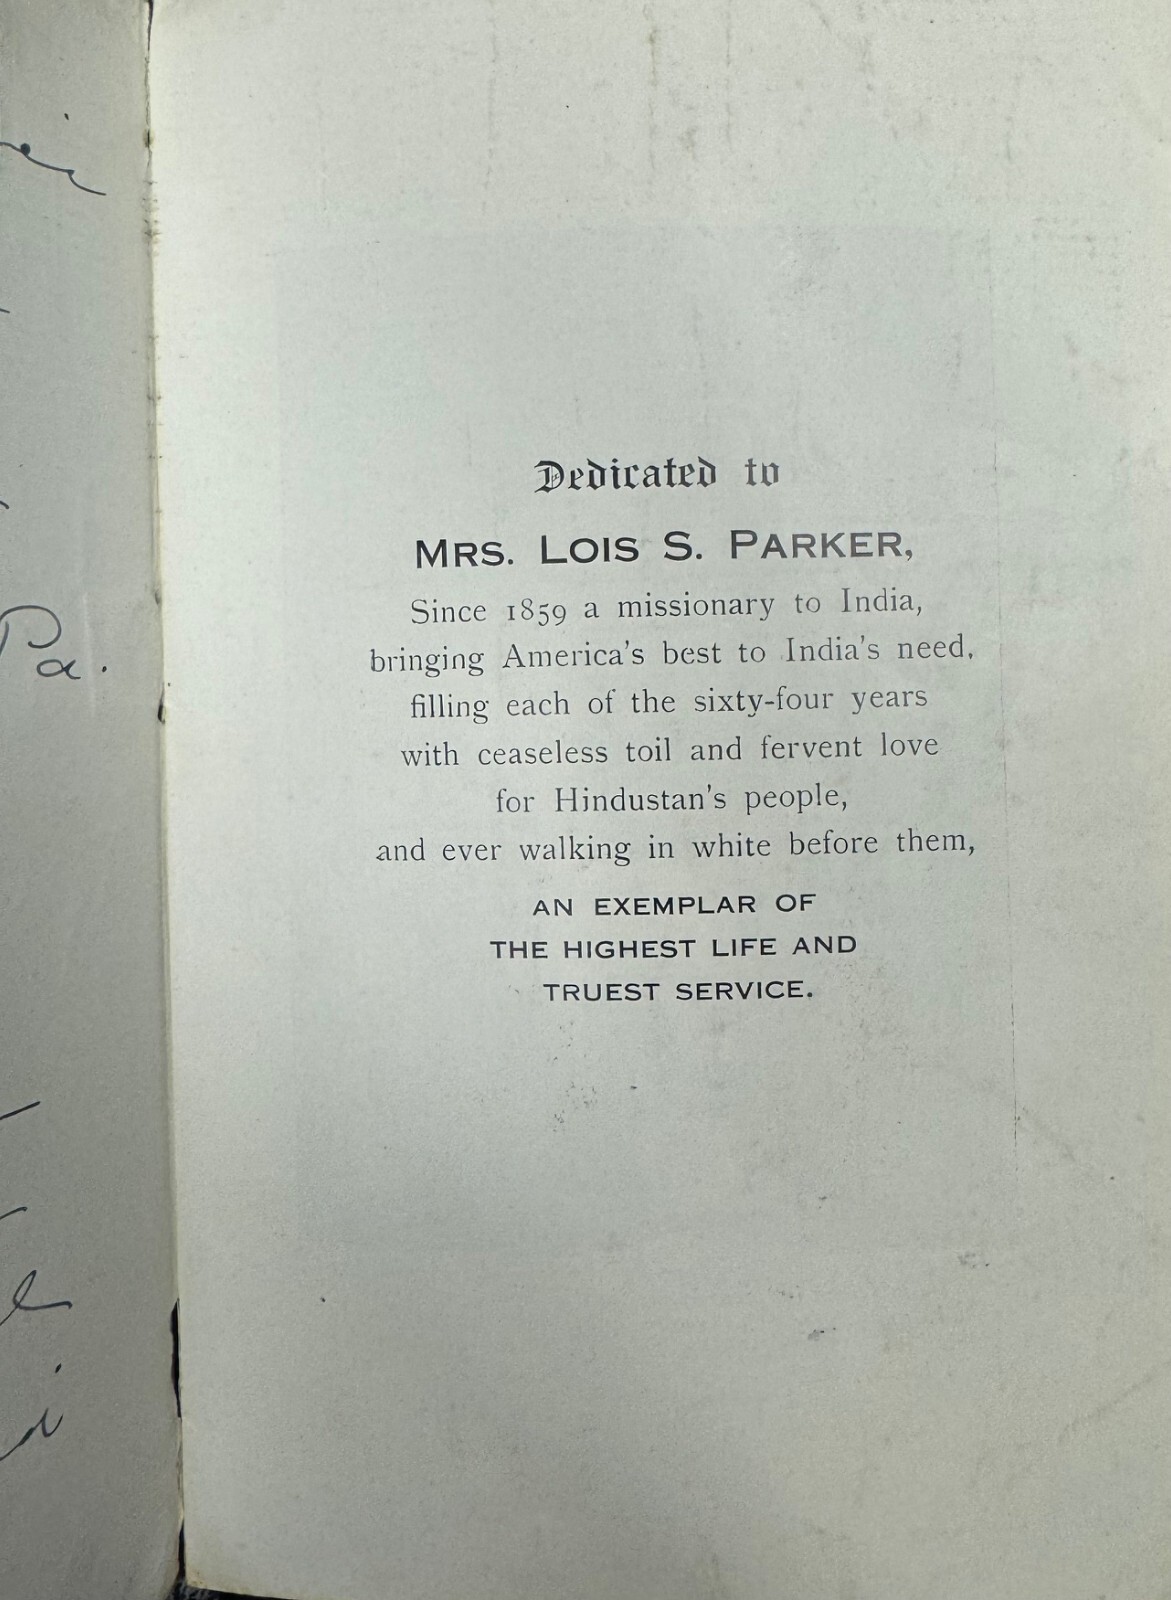 Pa.
Dedicated to
MRS. LOIS S. PARKER,
Since 1859 a missionary to India,
bringing America's best to India's need,
filling each of the sixty-four years
with ceaseless toil and fervent love
for Hindustan's people,
and ever walking in white before them,
AN EXEMPLAR OF
THE HIGHEST LIFE AND
TRUEST SERVICE.